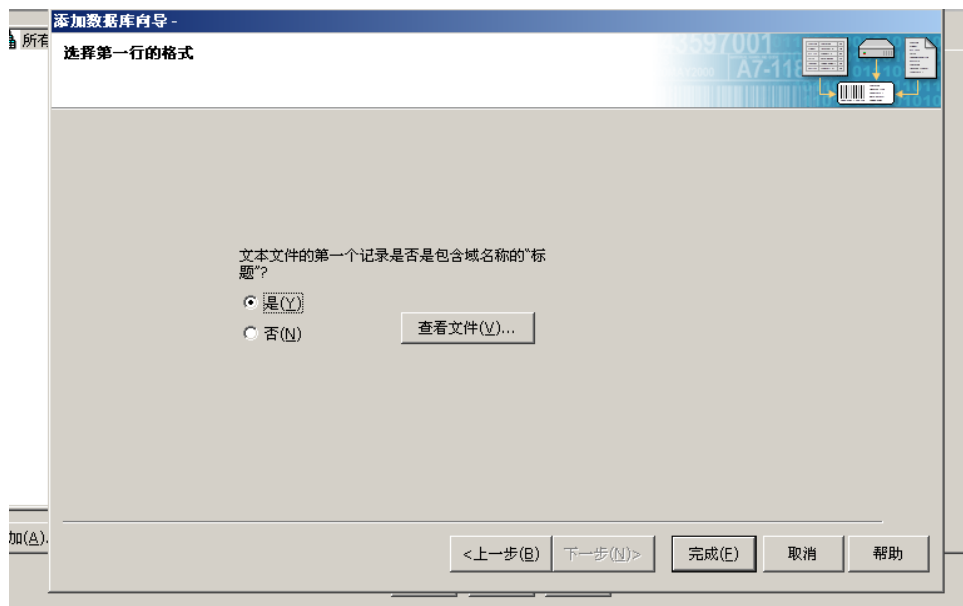 添加数据库向导 -
所有
选择第一行的格式
3597001
A7-118
文本文件的第一个记录是否是包含域名称的“标
题”?
是(Y)
否(N)
查看文件(V)...
加(A).
<上一步(B)
下一步(N)>
完成(F)
取消
帮助